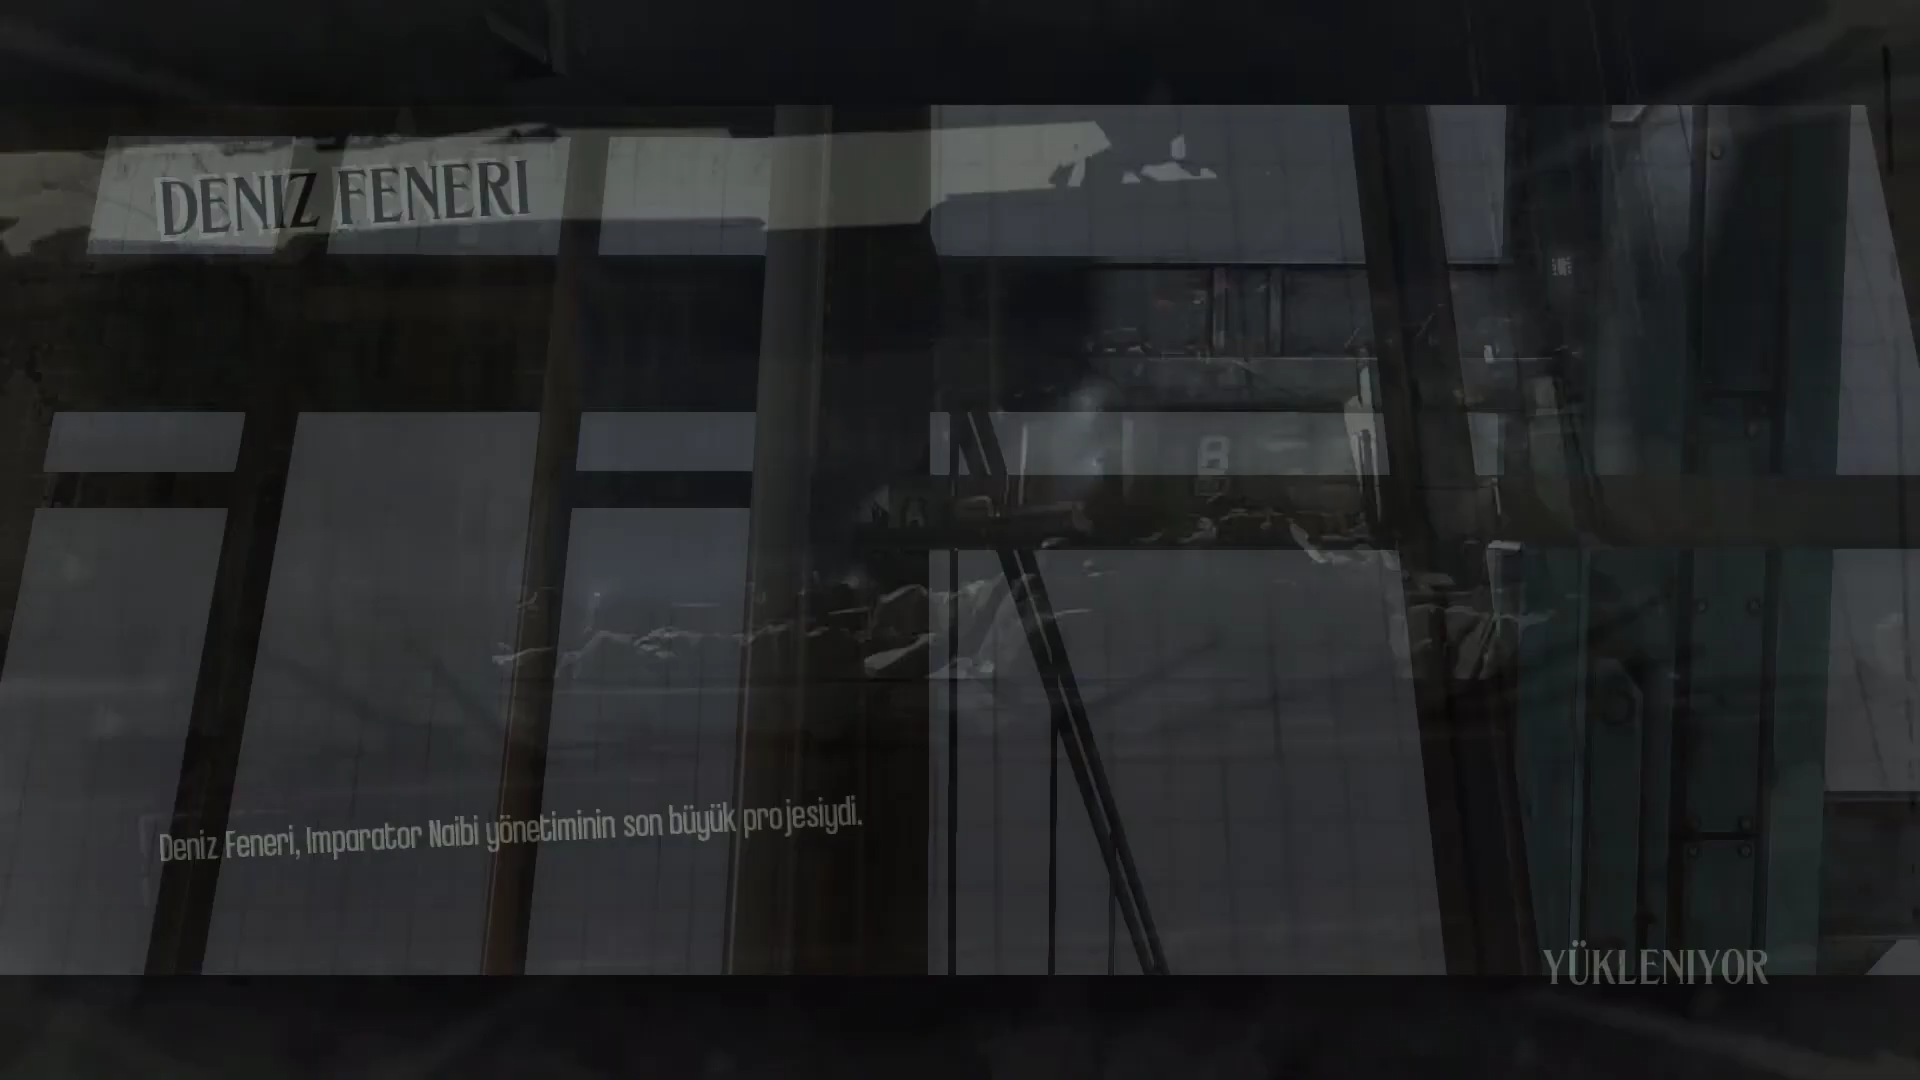 DENIZ FENERI
Deniz Feneri, Imparator Naibi yönetiminin son büyük projesiydi.
YÜKLENIYOR